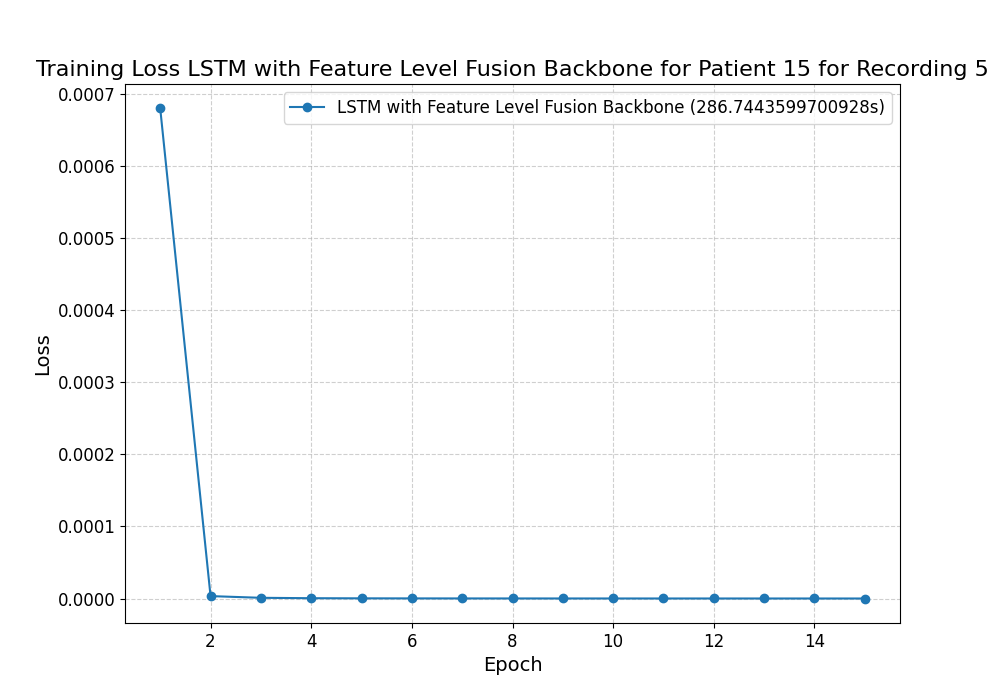 Training Loss LSTM with Feature Level Fusion Backbone for Patient 15 for Recording 5
LSTM with Feature Level Fusion Backbone (286.7443599700928s)
0.0007
0.0006
0.0005
0.0004
0.0003
0.0002
0.0001
0.0000
Loss
2 4 6 8 10 12 14
Epoch